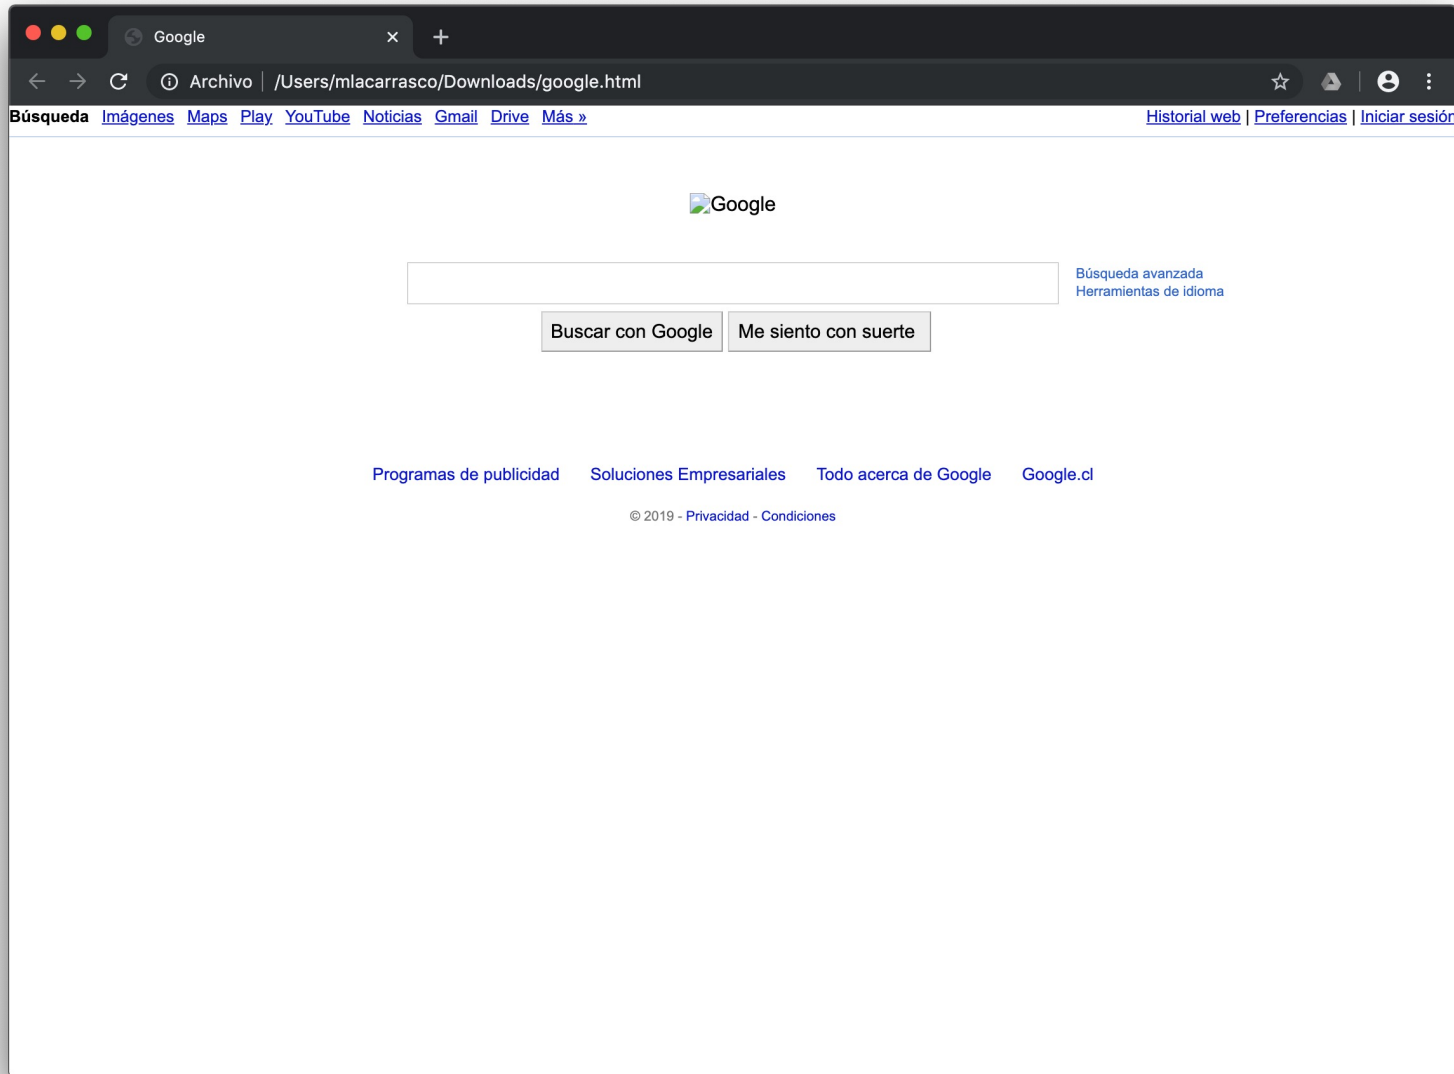 Google
Archivo | /Users/mlacarrasco/Downloads/google.html
Búsqueda Imágenes Maps Play YouTube Noticias Gmail Drive Más » Historial web | Preferencias | Iniciar sesión
Google
Búsqueda avanzada
Herramientas de idioma
Buscar con Google Me siento con suerte
Programas de publicidad Soluciones Empresariales Todo acerca de Google Google.cl
© 2019 - Privacidad - Condiciones